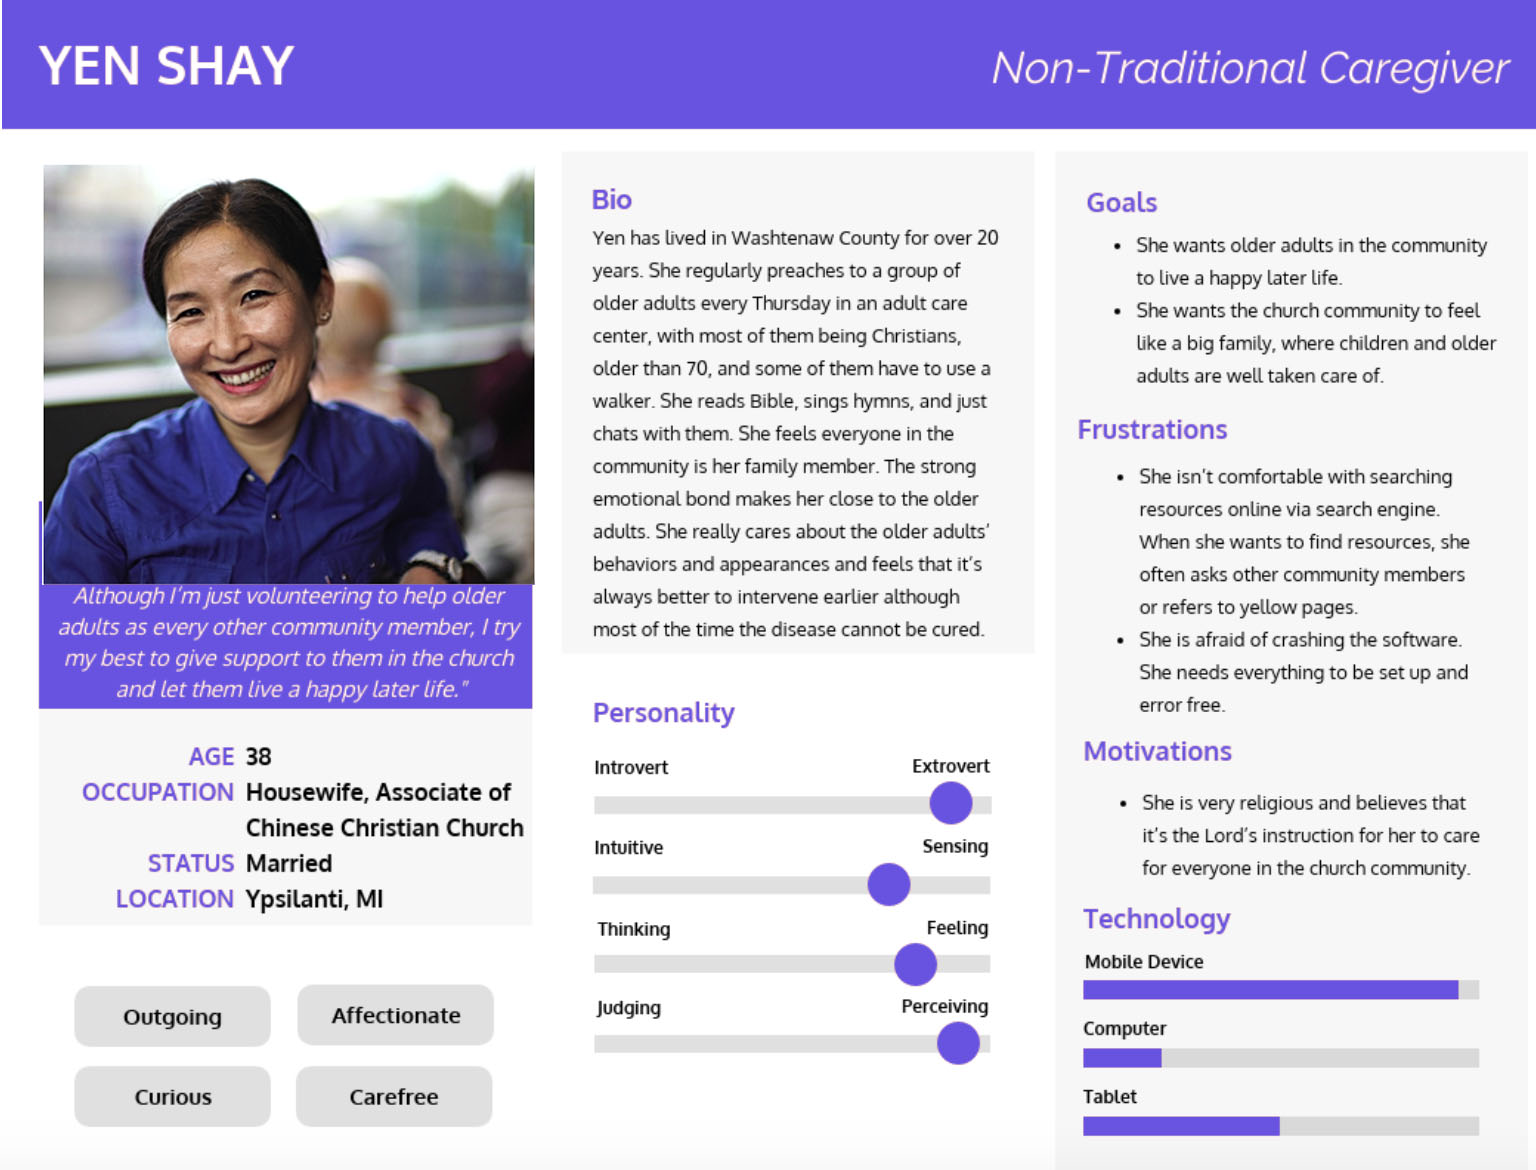 YEN SHAY
Non-Traditional Caregiver
Although I'm just volunteering to help older
adults as every other community member, I try
my best to give support to them in the church
and let them live a happy later life."
AGE 38
OCCUPATION Housewife, Associate of
Chinese Christian Church
STATUS Married
LOCATION Ypsilanti, MI
Outgoing
Affectionate
Curious
Carefree
Bio
Yen has lived in Washtenaw County for over 20
years. She regularly preaches to a group of
older adults every Thursday in an adult care
center, with most of them being Christians,
older than 70, and some of them have to use a
walker. She reads Bible, sings hymns, and just
chats with them. She feels everyone in the
community is her family member. The strong
emotional bond makes her close to the older
adults. She really cares about the older adults'
behaviors and appearances and feels that it's
always better to intervene earlier although
most of the time the disease cannot be cured.
Personality
Introvert Extrovert
Intuitive Sensing
Thinking Feeling
Judging Perceiving
Goals
• She wants older adults in the community
to live a happy later life.
• She wants the church community to feel
like a big family, where children and older
adults are well taken care of.
Frustrations
• She isn't comfortable with searching
resources online via search engine.
When she wants to find resources, she
often asks other community members
or refers to yellow pages.
• She is afraid of crashing the software.
She needs everything to be set up and
error free.
Motivations
• She is very religious and believes that
it's the Lord's instruction for her to care
for everyone in the church community.
Technology
Mobile Device
Computer
Tablet